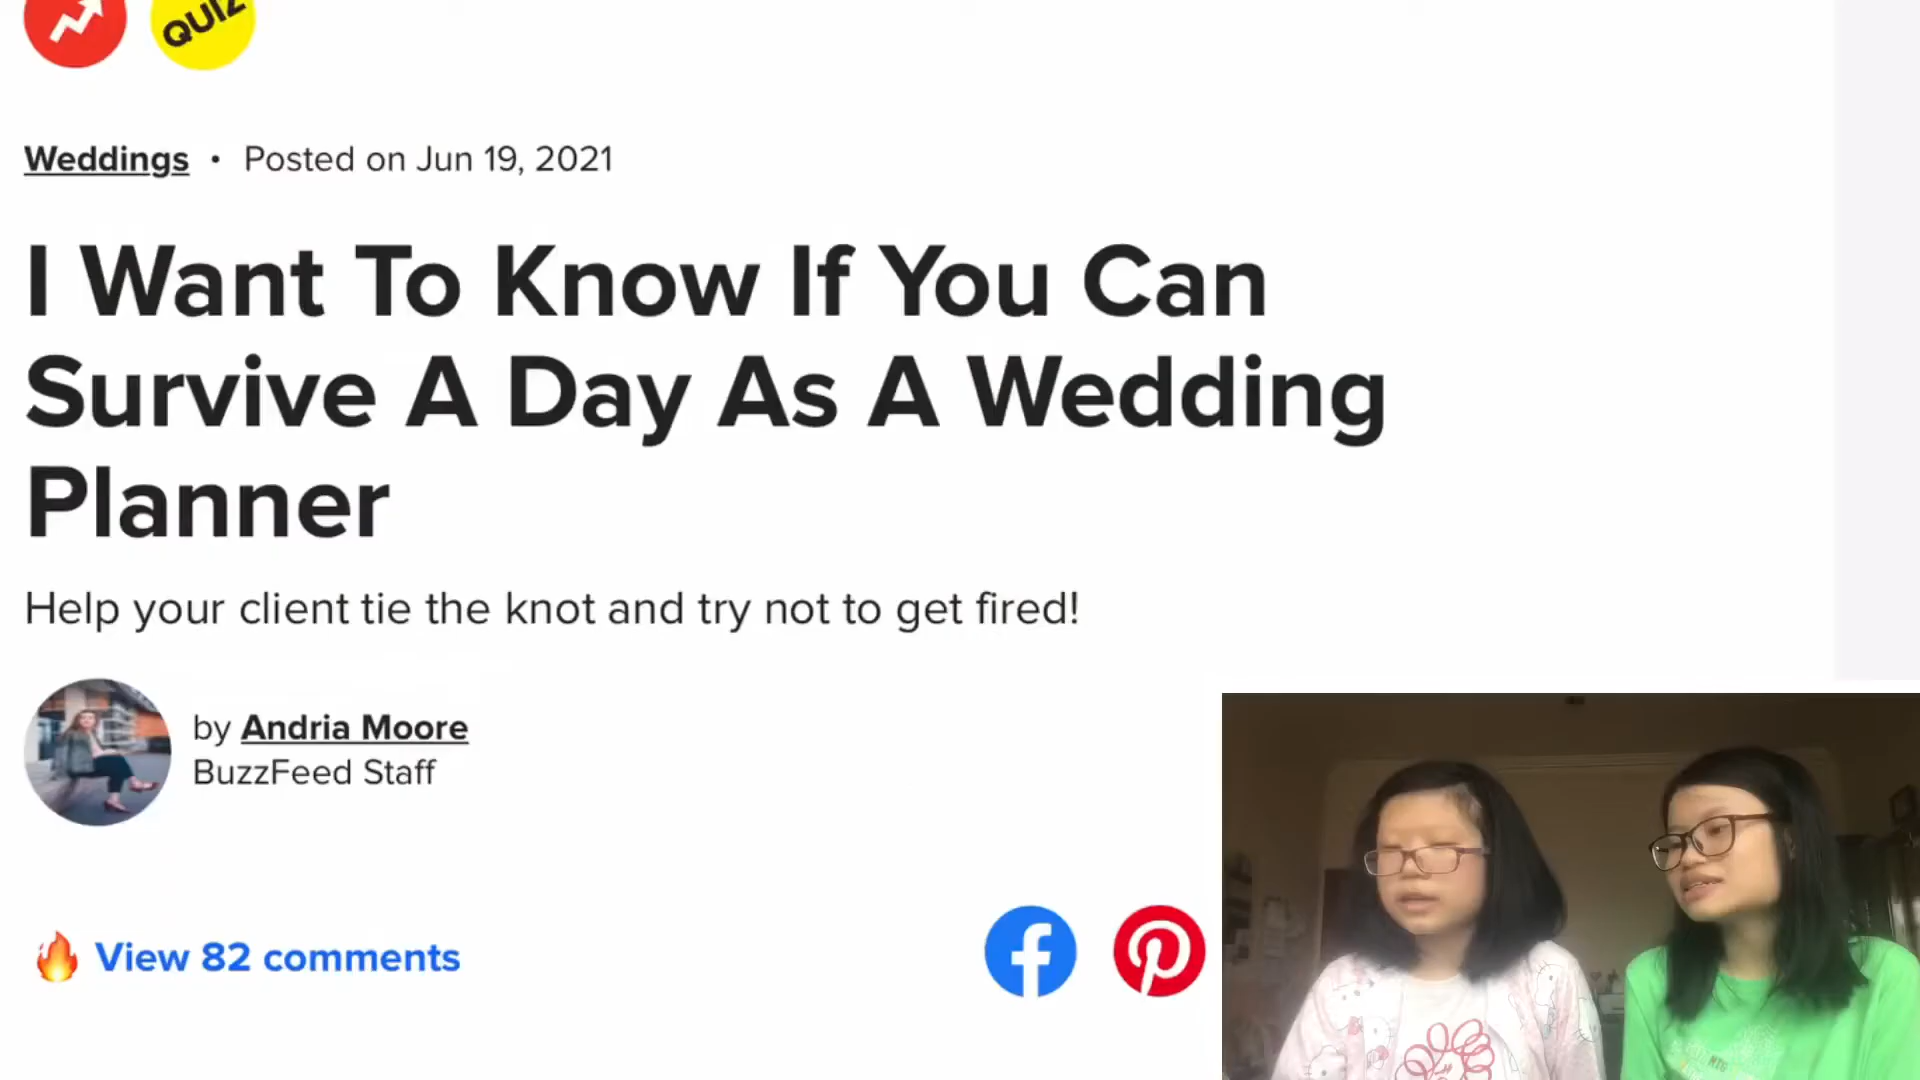 QUIZ
Weddings • Posted on Jun 19, 2021
I Want To Know If You Can
Survive A Day As A Wedding
Planner
Help your client tie the knot and try not to get fired!
by Andria Moore
BuzzFeed Staff
View 82 comments